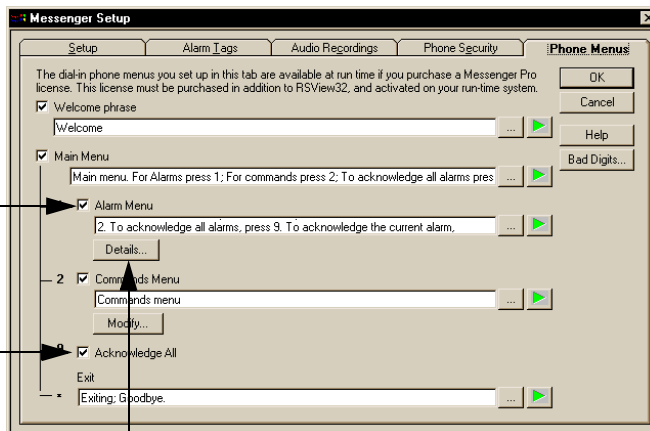 Messenger Setup
Setup Alarm Tags Audio Recordings Phone Security Phone Menus
The dial-in phone menus you set up in this tab are available at run time if you purchase a Messenger Pro
license. This license must be purchased in addition to RSView32, and activated on your run-time system.
OK
Cancel
Help
Bad Digits...
Welcome phrase
Welcome
...
Main Menu
Main menu. For Alarms press 1; For commands press 2; To acknowledge all alarms pres
...
Alarm Menu
2. To acknowledge all alarms, press 9. To acknowledge the current alarm,
...
Details...
2 Commands Menu
Commands menu
...
Modify...
Acknowledge All
Exit
* Exiting; Goodbye.
...